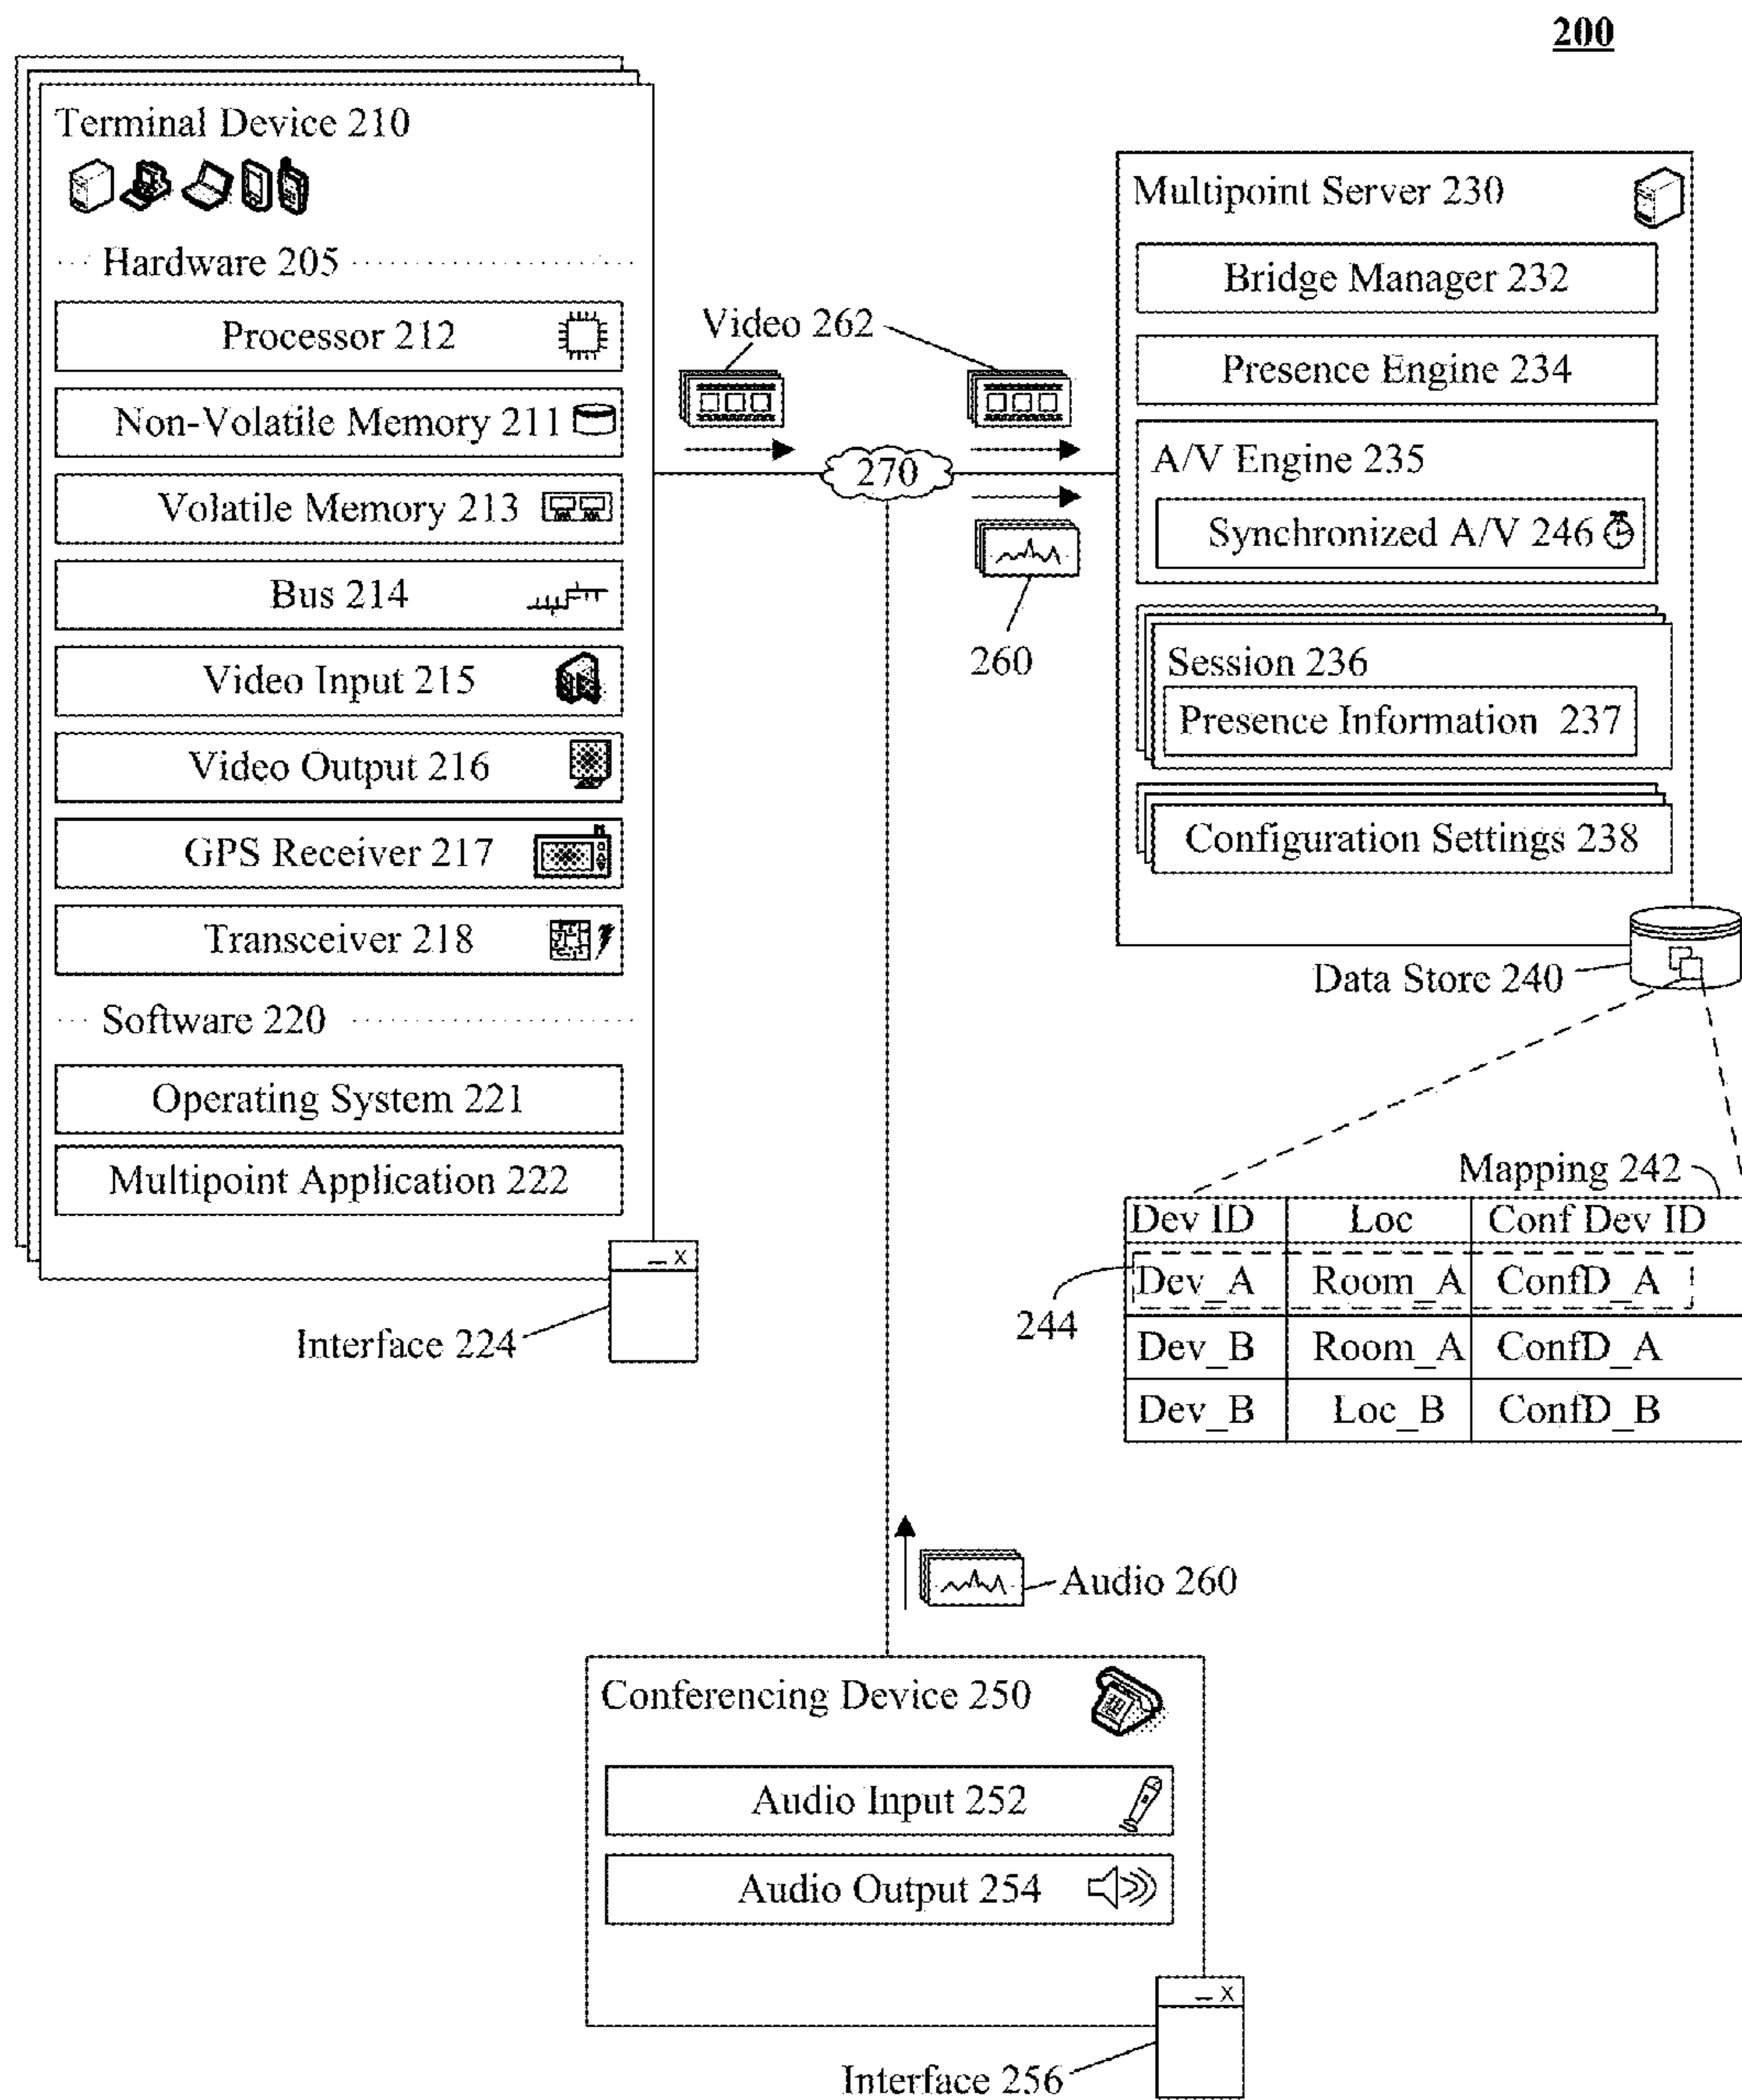 200
Terminal Device 210
Hardware 205
Processor 212
Non-Volatile Memory 211
Volatile Memory 213
Bus 214
Video Input 215
Video Output 216
GPS Receiver 217
Transceiver 218
Software 220
Operating System 221
Multipoint Application 222
_ X
Interface 224
Video 262
270
260
Multipoint Server 230
Bridge Manager 232
Presence Engine 234
A/V Engine 235
Synchronized A/V 246
Session 236
Presence Information 237
Configuration Settings 238
Data Store 240
Mapping 242
Dev ID Loc Conf Dev ID
Dev_A Room_A ConfD_A
244
Dev_B Room_A ConfD_A
Dev_B Loc_B ConfD_B
Audio 260
Conferencing Device 250
Audio Input 252
Audio Output 254
_ X
Interface 256